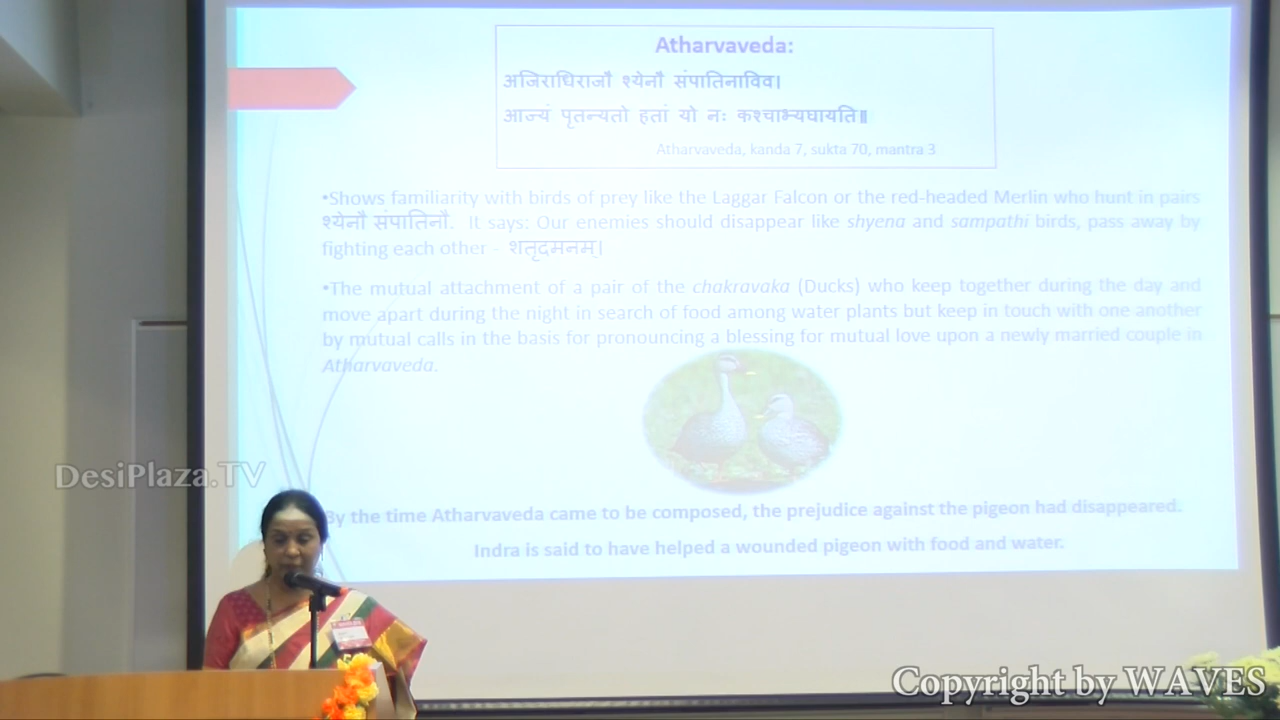 Atharvaveda:
अजिराधिराजौ श्येनौ संपातिनाविव।
आज्यं पृतन्यतो हतां यो नः कश्चाभ्यघायति॥
Atharvaveda, kanda 7, sukta 70, mantra 3
•Shows familiarity with birds of prey like the Laggar Falcon or the red-headed Merlin who hunt in pairs
श्येनौ संपातिनौ. It says: Our enemies should disappear like shyena and sampathi birds, pass away by
fighting each other - शतृदमनम्।
•The mutual attachment of a pair of the chakravaka (Ducks) who keep together during the day and
move apart during the night in search of food among water plants but keep in touch with one another
by mutual calls in the basis for pronouncing a blessing for mutual love upon a newly married couple in
Atharvaveda.
DesiPlaza.TV
By the time Atharvaveda came to be composed, the prejudice against the pigeon had disappeared.
Indra is said to have helped a wounded pigeon with food and water.
Copyright by WAVES